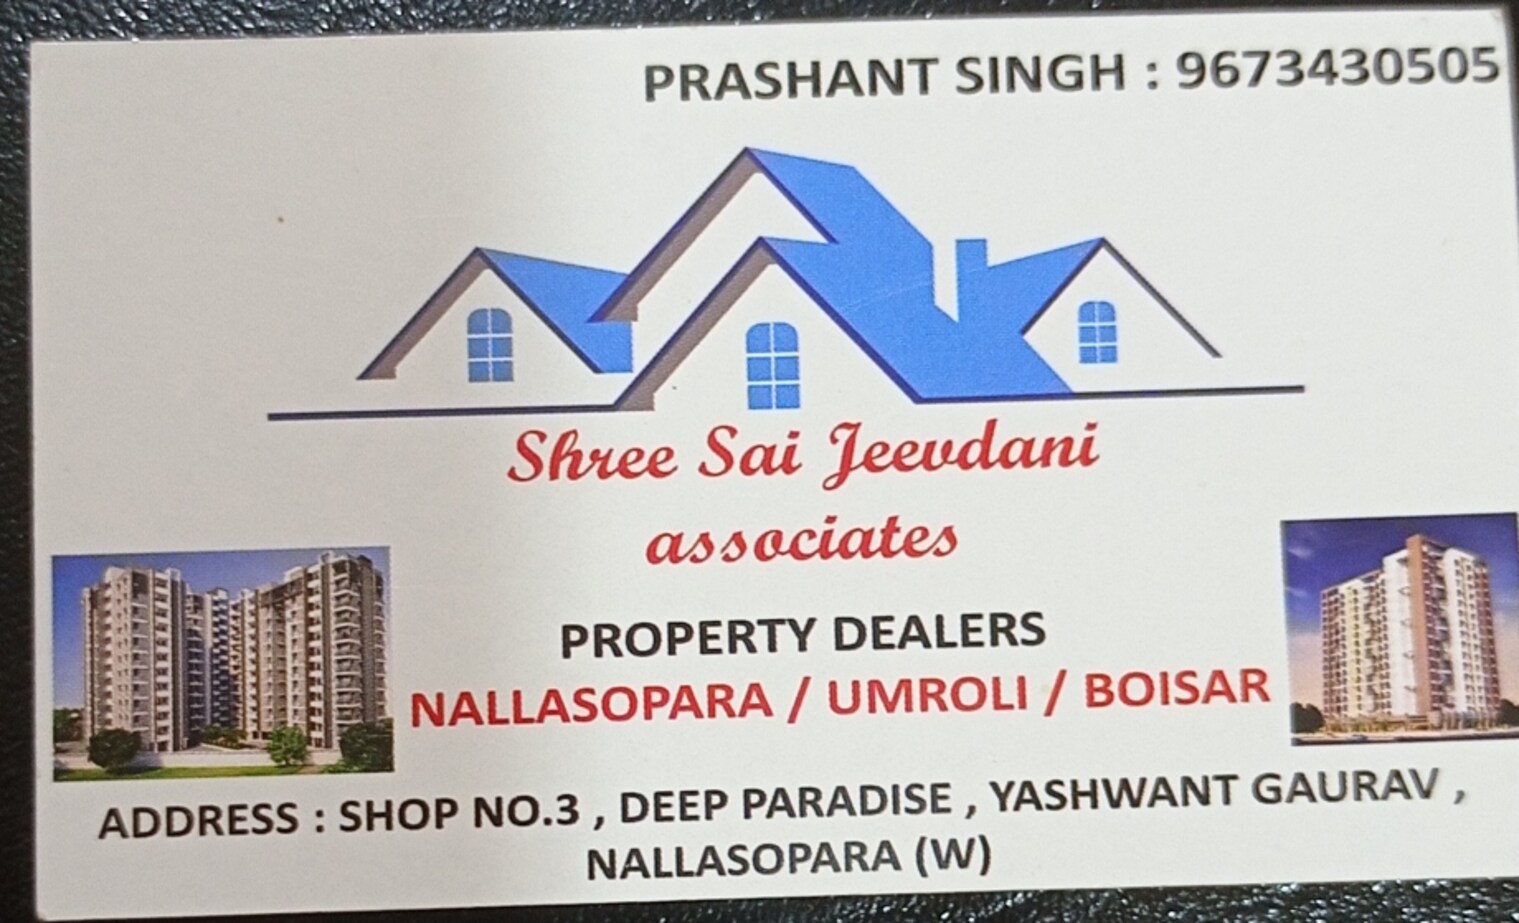 PRASHANT SINGH : 9673430505
Shree Sai Jeevdani
associates
PROPERTY DEALERS
NALLASOPARA / UMROLI / BOISAR
ADDRESS : SHOP NO.3 , DEEP PARADISE , YASHWANT GAURAV ,
NALLASOPARA (W)